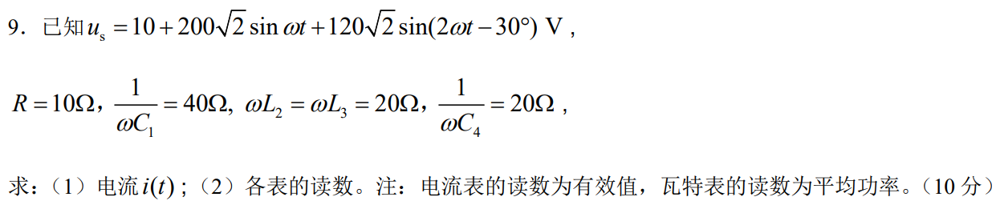 9．已知 $u_s = 10 + 200\sqrt{2}\sin\omega t + 120\sqrt{2}\sin(2\omega t - 30°)$ V，
$R = 10\Omega$，$\frac{1}{\omega C_1} = 40\Omega$, $\omega L_2 = \omega L_3 = 20\Omega$，$\frac{1}{\omega C_4} = 20\Omega$，
求：（1）电流 $i(t)$；（2）各表的读数。注：电流表的读数为有效值，瓦特表的读数为平均功率。（10 分）